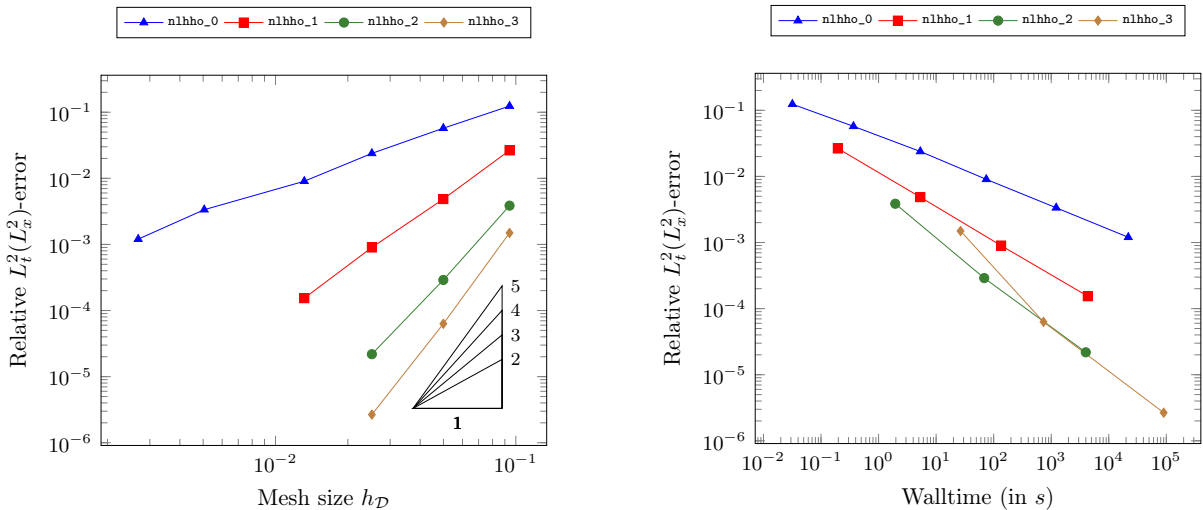 nlhho_0 nlhho_1 nlhho_2 nlhho_3
10^{-1}
10^{-2}
10^{-3}
10^{-4}
10^{-5}
10^{-6}
Relative L_t^2(L_x^2)-error
5
4
3
2
1
10^{-2} 10^{-1}
Mesh size h_𝒟
nlhho_0 nlhho_1 nlhho_2 nlhho_3
10^{-1}
10^{-2}
10^{-3}
10^{-4}
10^{-5}
10^{-6}
Relative L_t^2(L_x^2)-error
10^{-2} 10^{-1} 10^0 10^1 10^2 10^3 10^4 10^5
Walltime (in s)